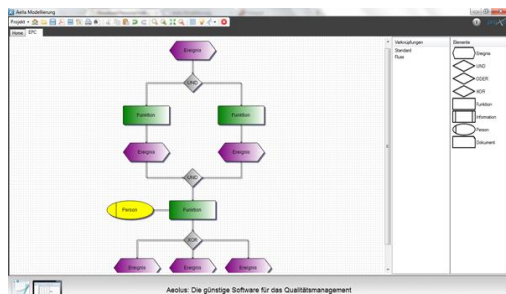 Aeolus Modellierung
Projekt
Home
EPC
Verknüpfungen
Standard
Fluss
Elemente
Ereignis
UND
ODER
XOR
Funktion
Information
Person
Dokument
Ereignis
UND
Funktion
Funktion
Ereignis
Ereignis
UND
Person
Funktion
XOR
Ereignis
Ereignis
Ereignis
Aeolus: Die günstige Software für das Qualitätsmanagement